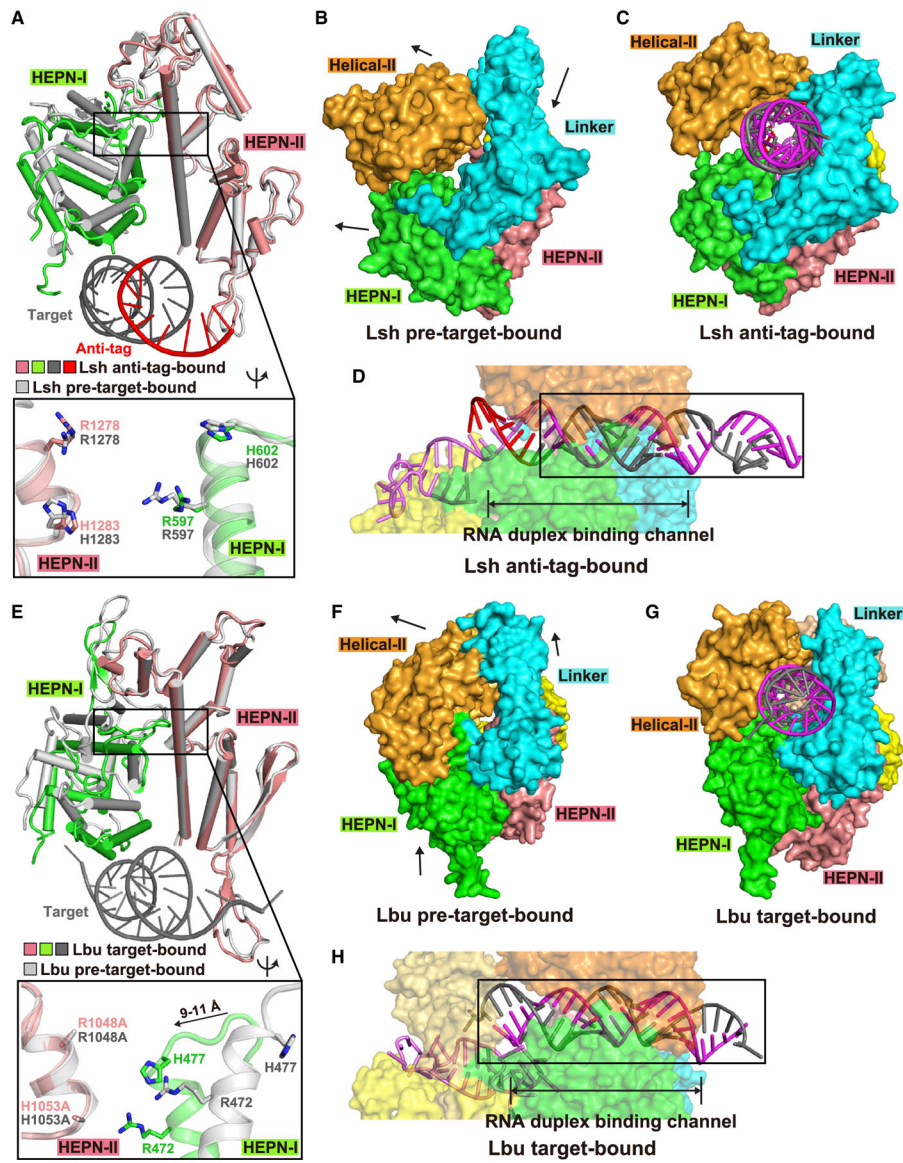 A
HEPN-I
HEPN-II
Target
Anti-tag
Lsh anti-tag-bound
Lsh pre-target-bound
R1278
R1278
H602
H602
H1283
H1283
R597
R597
HEPN-II
HEPN-I
B
Helical-II
Linker
HEPN-II
HEPN-I
Lsh pre-target-bound
C
Helical-II
Linker
HEPN-II
HEPN-I
Lsh anti-tag-bound
D
RNA duplex binding channel
Lsh anti-tag-bound
E
HEPN-I
HEPN-II
Target
Lbu target-bound
Lbu pre-target-bound
9-11 Å
R1048A
R1048A
H477
H477
R472
H1053A
H1053A
R472
HEPN-II
HEPN-I
F
Helical-II
Linker
HEPN-I
HEPN-II
Lbu pre-target-bound
G
Linker
Helical-II
HEPN-I
HEPN-II
Lbu target-bound
H
RNA duplex binding channel
Lbu target-bound